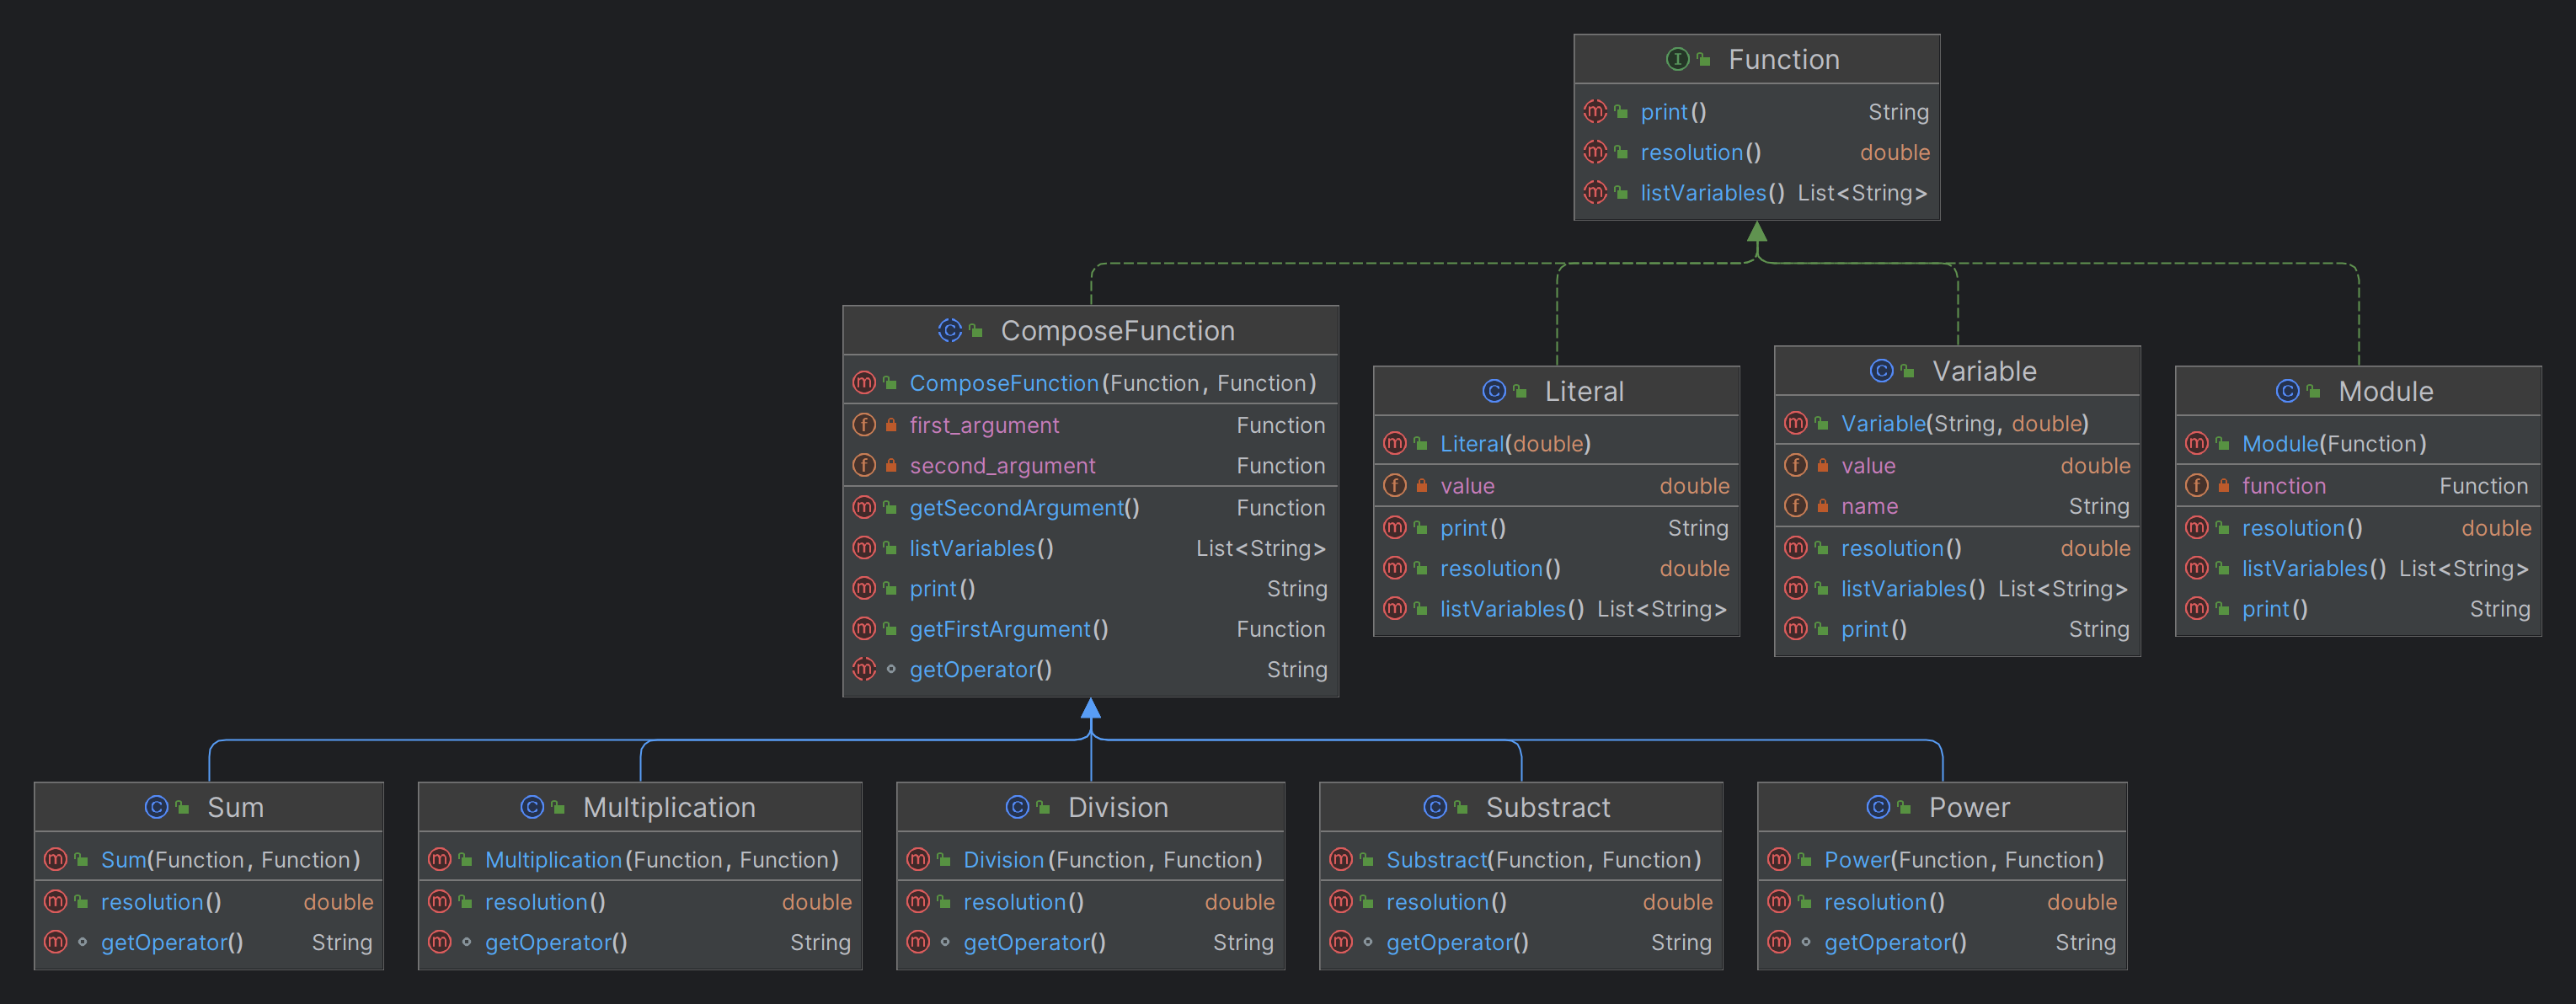 Function
print() String
resolution() double
listVariables() List<String>
ComposeFunction
ComposeFunction(Function, Function)
first_argument Function
second_argument Function
getSecondArgument() Function
listVariables() List<String>
print() String
getFirstArgument() Function
getOperator() String
Literal
Literal(double)
value double
print() String
resolution() double
listVariables() List<String>
Variable
Variable(String, double)
value double
name String
resolution() double
listVariables() List<String>
print() String
Module
Module(Function)
function Function
resolution() double
listVariables() List<String>
print() String
Sum
Sum(Function, Function)
resolution() double
getOperator() String
Multiplication
Multiplication(Function, Function)
resolution() double
getOperator() String
Division
Division(Function, Function)
resolution() double
getOperator() String
Substract
Substract(Function, Function)
resolution() double
getOperator() String
Power
Power(Function, Function)
resolution() double
getOperator() String